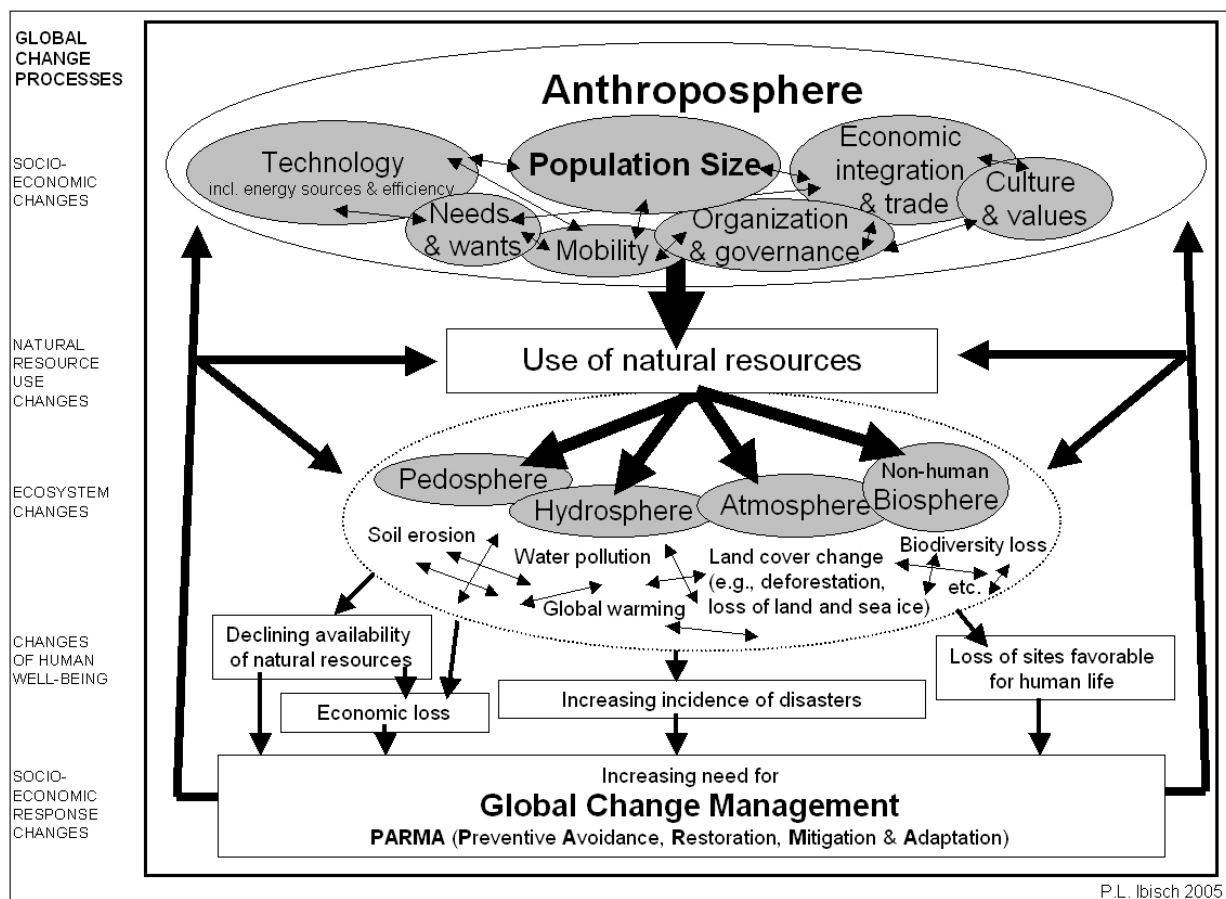 GLOBAL
CHANGE
PROCESSES
Anthroposphere
SOCIO-
ECONOMIC
CHANGES
Technology
incl. energy sources & efficiency
Population Size
Economic
integration
& trade
Culture
& values
Needs
& wants
Mobility
Organization
& governance
NATURAL
RESOURCE
USE
CHANGES
Use of natural resources
ECOSYSTEM
CHANGES
Pedosphere
Hydrosphere
Atmosphere
Non-human
Biosphere
Soil erosion
Water pollution
Global warming
Land cover change
(e.g., deforestation,
loss of land and sea ice)
Biodiversity loss
etc.
CHANGES
OF HUMAN
WELL-BEING
Declining availability
of natural resources
Economic loss
Increasing incidence of disasters
Loss of sites favorable
for human life
SOCIO-
ECONOMIC
RESPONSE
CHANGES
Increasing need for
Global Change Management
PARMA (Preventive Avoidance, Restoration, Mitigation & Adaptation)
P.L. Ibisch 2005